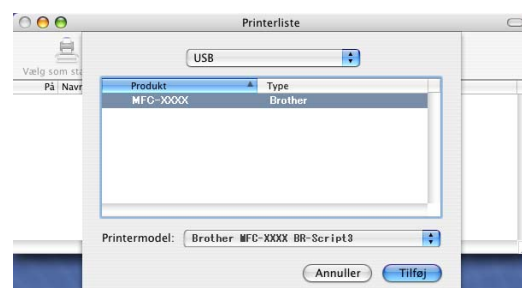 Printerliste
USB
Vælg som sta
På Navr
Produkt Type
MFC-XXXX Brother
Printermodel: Brother MFC-XXXX BR-Script3
Annuller Tilføj